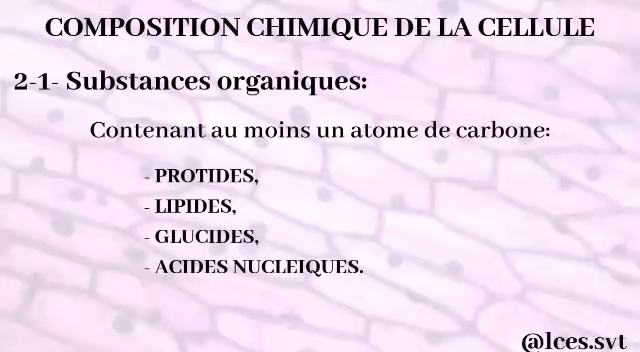 COMPOSITION CHIMIQUE DE LA CELLULE
2-1- Substances organiques:
Contenant au moins un atome de carbone:
- PROTIDES,
- LIPIDES,
- GLUCIDES,
- ACIDES NUCLEIQUES.
@lces.svt